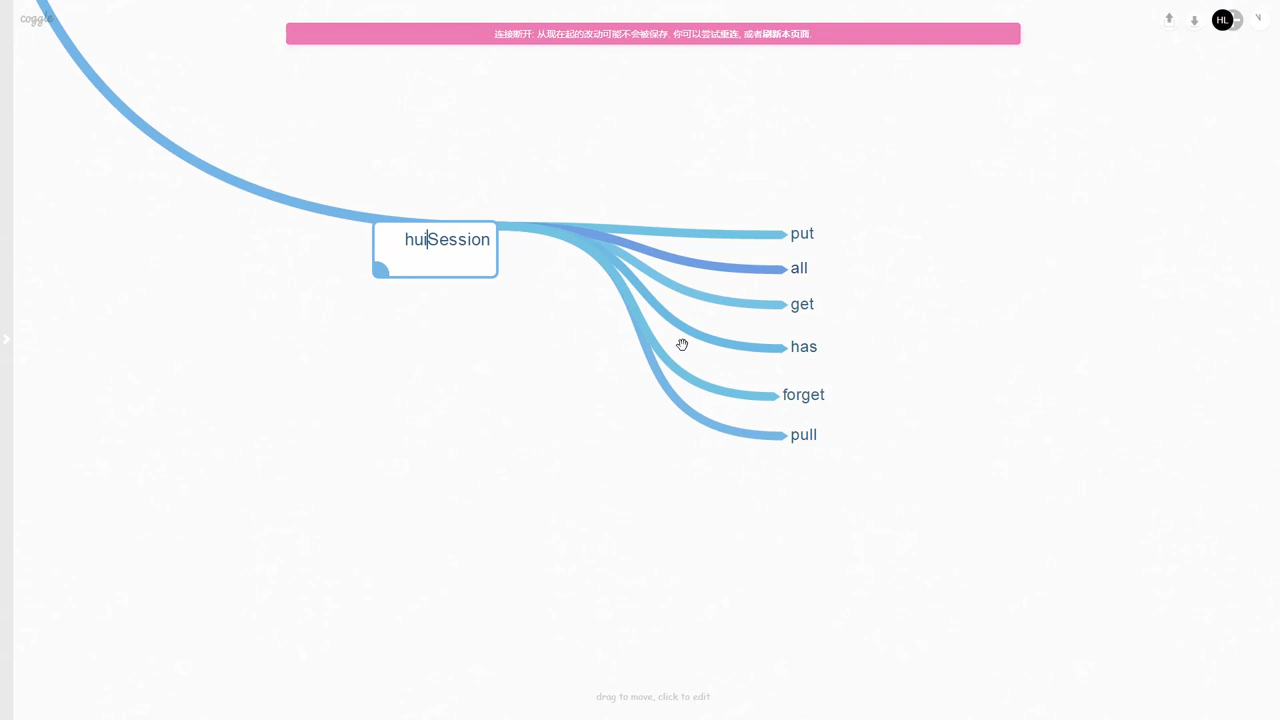 coggle
连接断开: 从现在起的改动可能不会被保存. 你可以尝试重连, 或者刷新本页面.
HL
huiSession
put
all
get
has
forget
pull
drag to move, click to edit